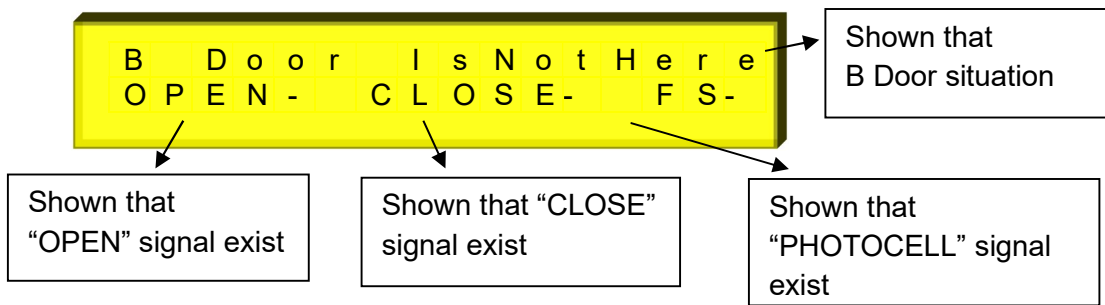 B Door IsNotHere
OPEN- CLOSE- FS-
Shown that
B Door situation
Shown that
“OPEN” signal exist
Shown that “CLOSE”
signal exist
Shown that
“PHOTOCELL” signal
exist